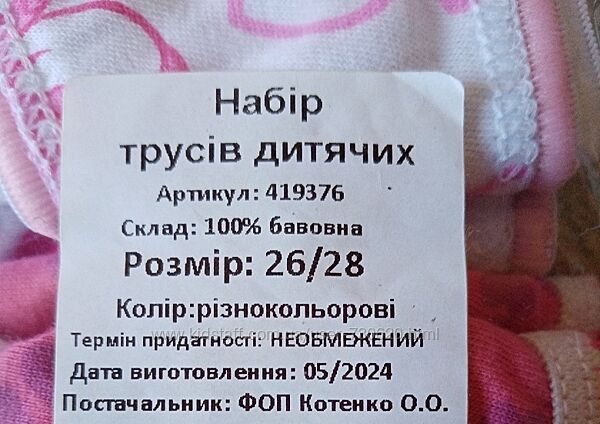 Набір
трусів дитячих
Артикул: 419376
Склад: 100% бавовна
Розмір: 26/28
Колір:різнокольорові
Термін придатності: НЕОБМЕЖЕНИЙ
Дата виготовлення: 05/2024
Постачальник: ФОП Котенко О.О.